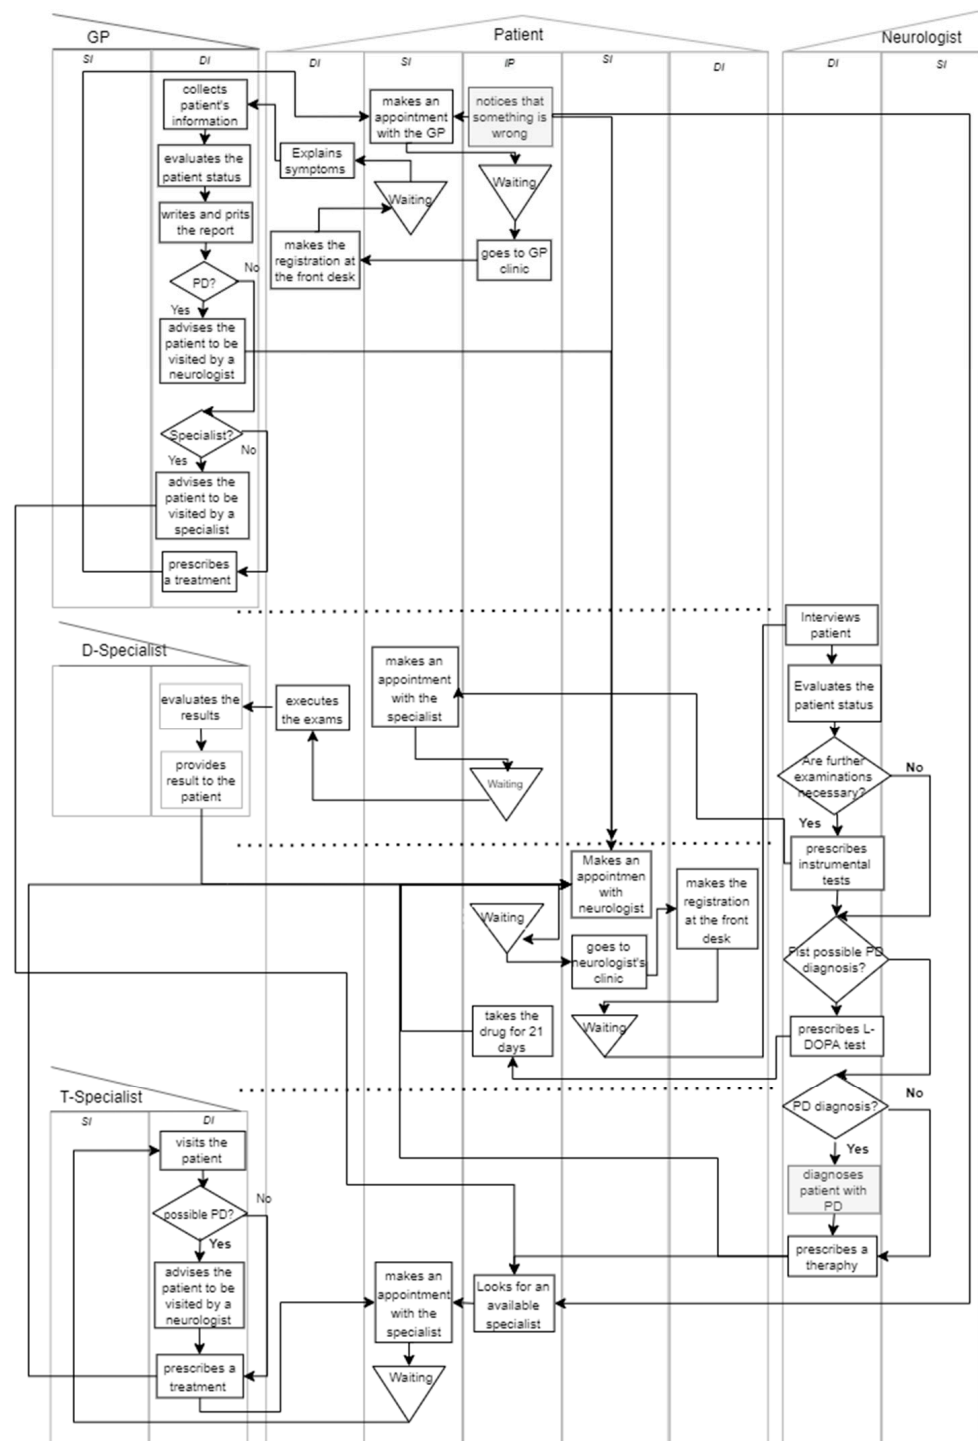 GP
Patient
Neurologist
SI
DI
DI
SI
IP
SI
DI
DI
SI
collects
patient's
information
makes an
appointment
with the GP
notices that
something is
wrong
evaluates the
patient status
Explains
symptoms
Waiting
Waiting
writes and prits
the report
makes the
registration at
the front desk
goes to GP
clinic
PD?
No
Yes
advises the
patient to be
visited by a
neurologist
Specialist?
No
Yes
advises the
patient to be
visited by a
specialist
prescribes
a treatment
Interviews
patient
D-Specialist
evaluates the
results
executes
the exams
makes an
appointment
with the
specialist
Evaluates the
patient status
provides
result to the
patient
Waiting
Are further
examinations
necessary?
No
Yes
prescribes
instrumental
tests
Makes an
appointmen
with
neurologist
makes the
registration
at the front
desk
Waiting
goes to
neurologist's
clinic
Fist possible PD
diagnosis?
takes the
drug for 21
days
Waiting
prescribes L-
DOPA test
T-Specialist
SI
DI
PD diagnosis?
No
Yes
visits the
patient
diagnoses
patient with
PD
possible PD?
No
Yes
prescribes a
theraphy
advises the
patient to be
visited by a
neurologist
makes an
appointment
with the
specialist
Looks for an
available
specialist
prescribes a
treatment
Waiting